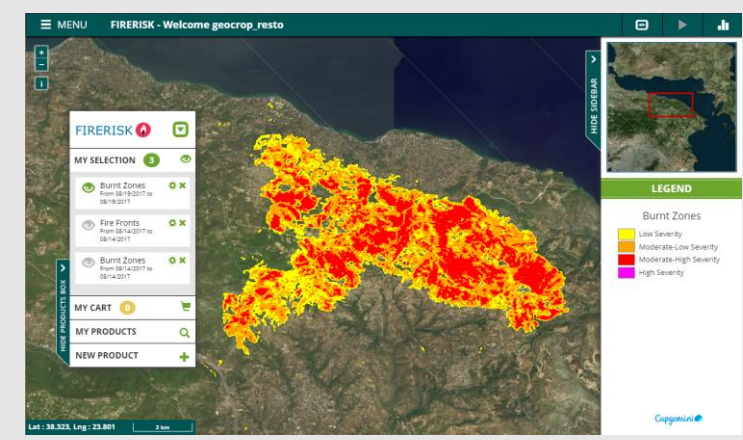 MENU
FIRERISK - Welcome geocrop_resto
FIRERISK
MY SELECTION 3
Burnt Zones
From 08/19/2017 to
08/19/2017
Fire Fronts
From 08/14/2017 to
08/14/2017
Burnt Zones
From 08/14/2017 to
08/14/2017
MY CART 0
MY PRODUCTS
NEW PRODUCT
HIDE PRODUCTS BOX
Lat : 38.323, Lng : 23.801
2 km
HIDE SIDEBAR
LEGEND
Burnt Zones
Low Severity
Moderate-Low Severity
Moderate-High Severity
High Severity
Capgemini